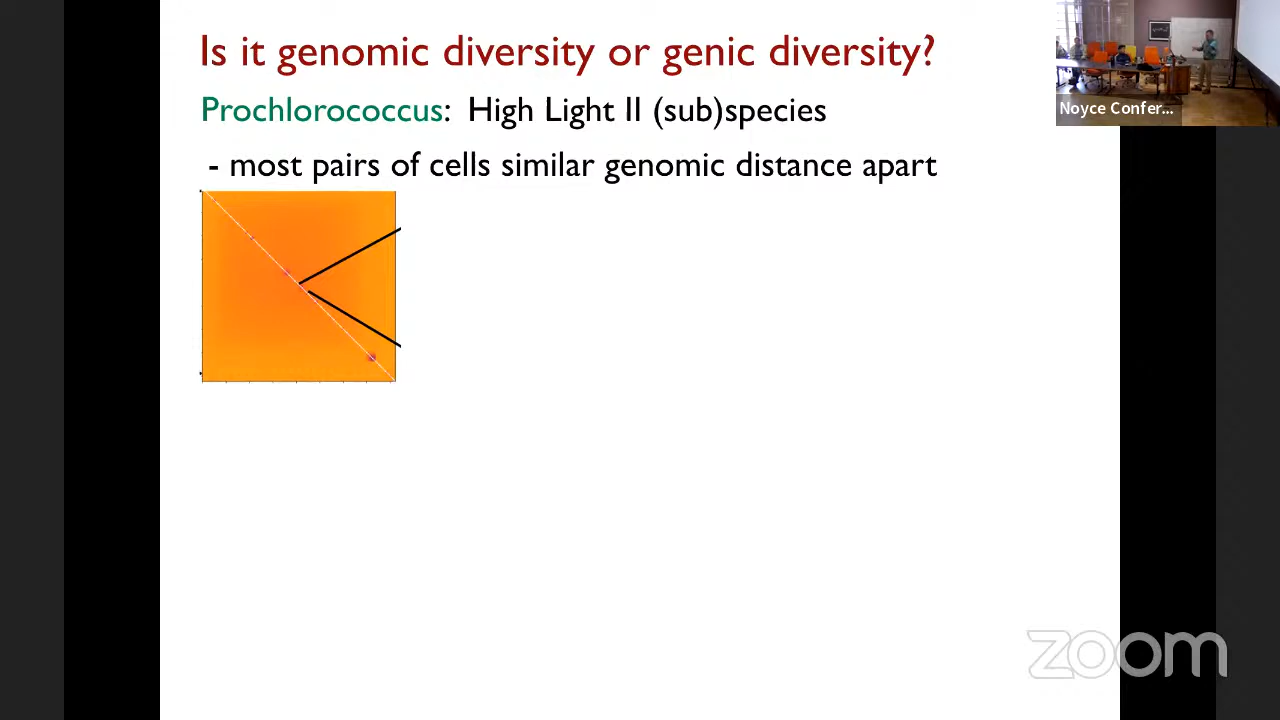 Is it genomic diversity or genic diversity?
Prochlorococcus: High Light II (sub)species
- most pairs of cells similar genomic distance apart
Noyce Confer...
zoom